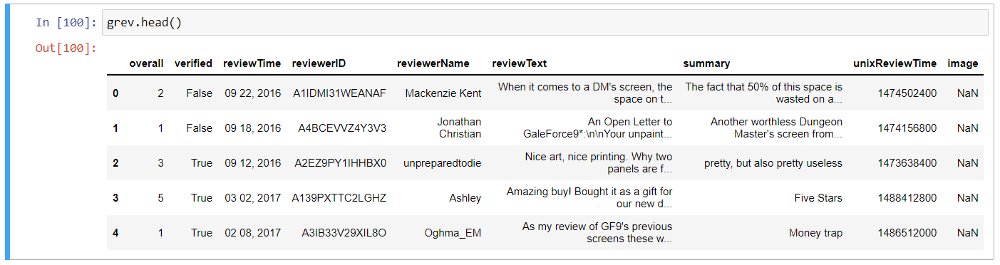 In [100]: grev.head()
Out[100]:
overall verified reviewTime reviewerID reviewerName reviewText summary unixReviewTime image
0 2 False 09 22, 2016 A1IDMI31WEANAF Mackenzie Kent When it comes to a DM's screen, the space on t... The fact that 50% of this space is wasted on a... 1474502400 NaN
1 1 False 09 18, 2016 A4BCEVVZ4Y3V3 Jonathan Christian An Open Letter to GaleForce9*:\n\nYour unpaint... Another worthless Dungeon Master's screen from... 1474156800 NaN
2 3 True 09 12, 2016 A2EZ9PY1IHHBX0 unpreparedtodie Nice art, nice printing. Why two panels are f... pretty, but also pretty useless 1473638400 NaN
3 5 True 03 02, 2017 A139PXTTC2LGHZ Ashley Amazing buy! Bought it as a gift for our new d... Five Stars 1488412800 NaN
4 1 True 02 08, 2017 A3IB33V29XIL8O Oghma_EM As my review of GF9's previous screens these w... Money trap 1486512000 NaN